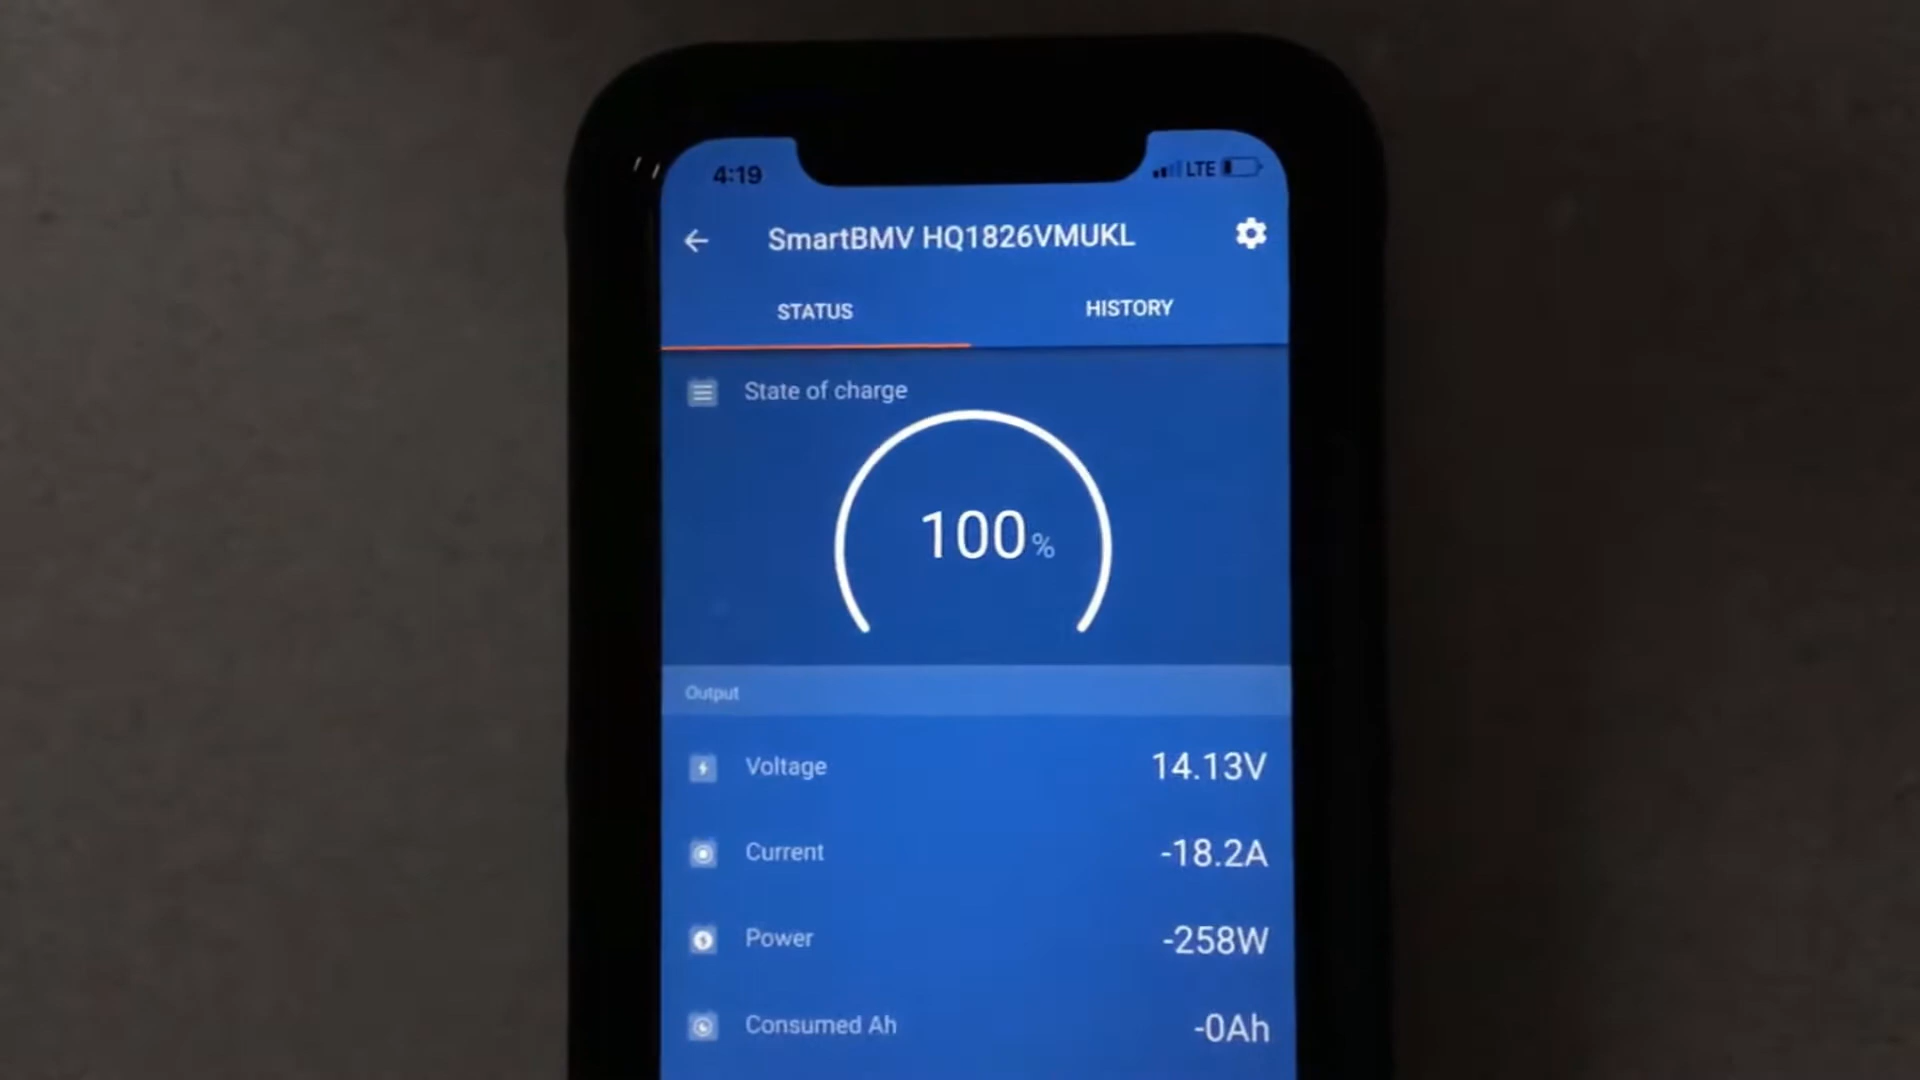 4:19
LTE
SmartBMV HQ1826VMUKL
STATUS
HISTORY
State of charge
100%
Output
Voltage 14.13V
Current -18.2A
Power -258W
Consumed Ah -0Ah